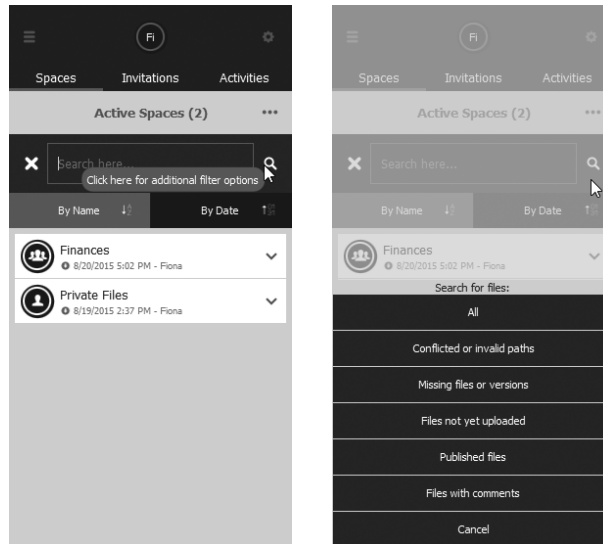 Fi
Spaces Invitations Activities
Active Spaces (2)
Search here...
Click here for additional filter options
By Name By Date
Finances
8/20/2015 5:02 PM - Fiona
Private Files
8/19/2015 2:37 PM - Fiona
Fi
Spaces Invitations Activities
Active Spaces (2)
Search here...
By Name By Date
Finances
8/20/2015 5:02 PM - Fiona
Search for files:
All
Conflicted or invalid paths
Missing files or versions
Files not yet uploaded
Published files
Files with comments
Cancel